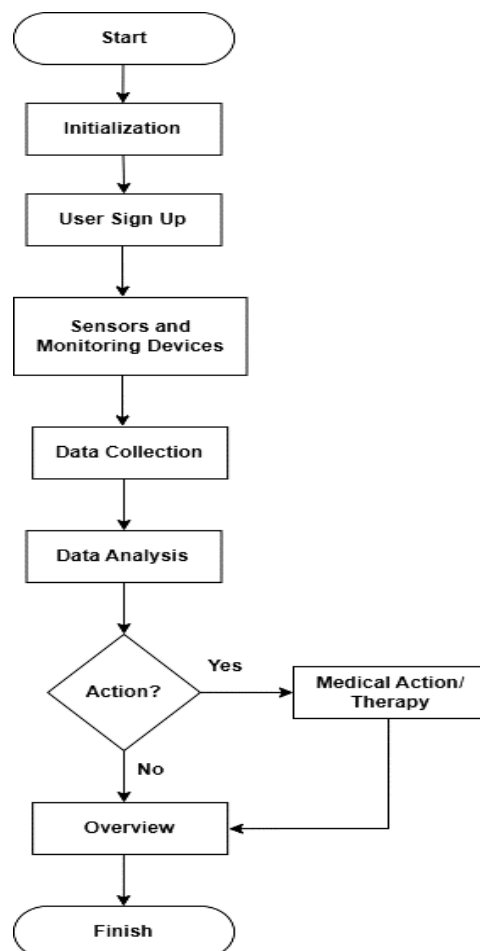 Start
Initialization
User Sign Up
Sensors and
Monitoring Devices
Data Collection
Data Analysis
Action?
Yes
Medical Action/
Therapy
No
Overview
Finish